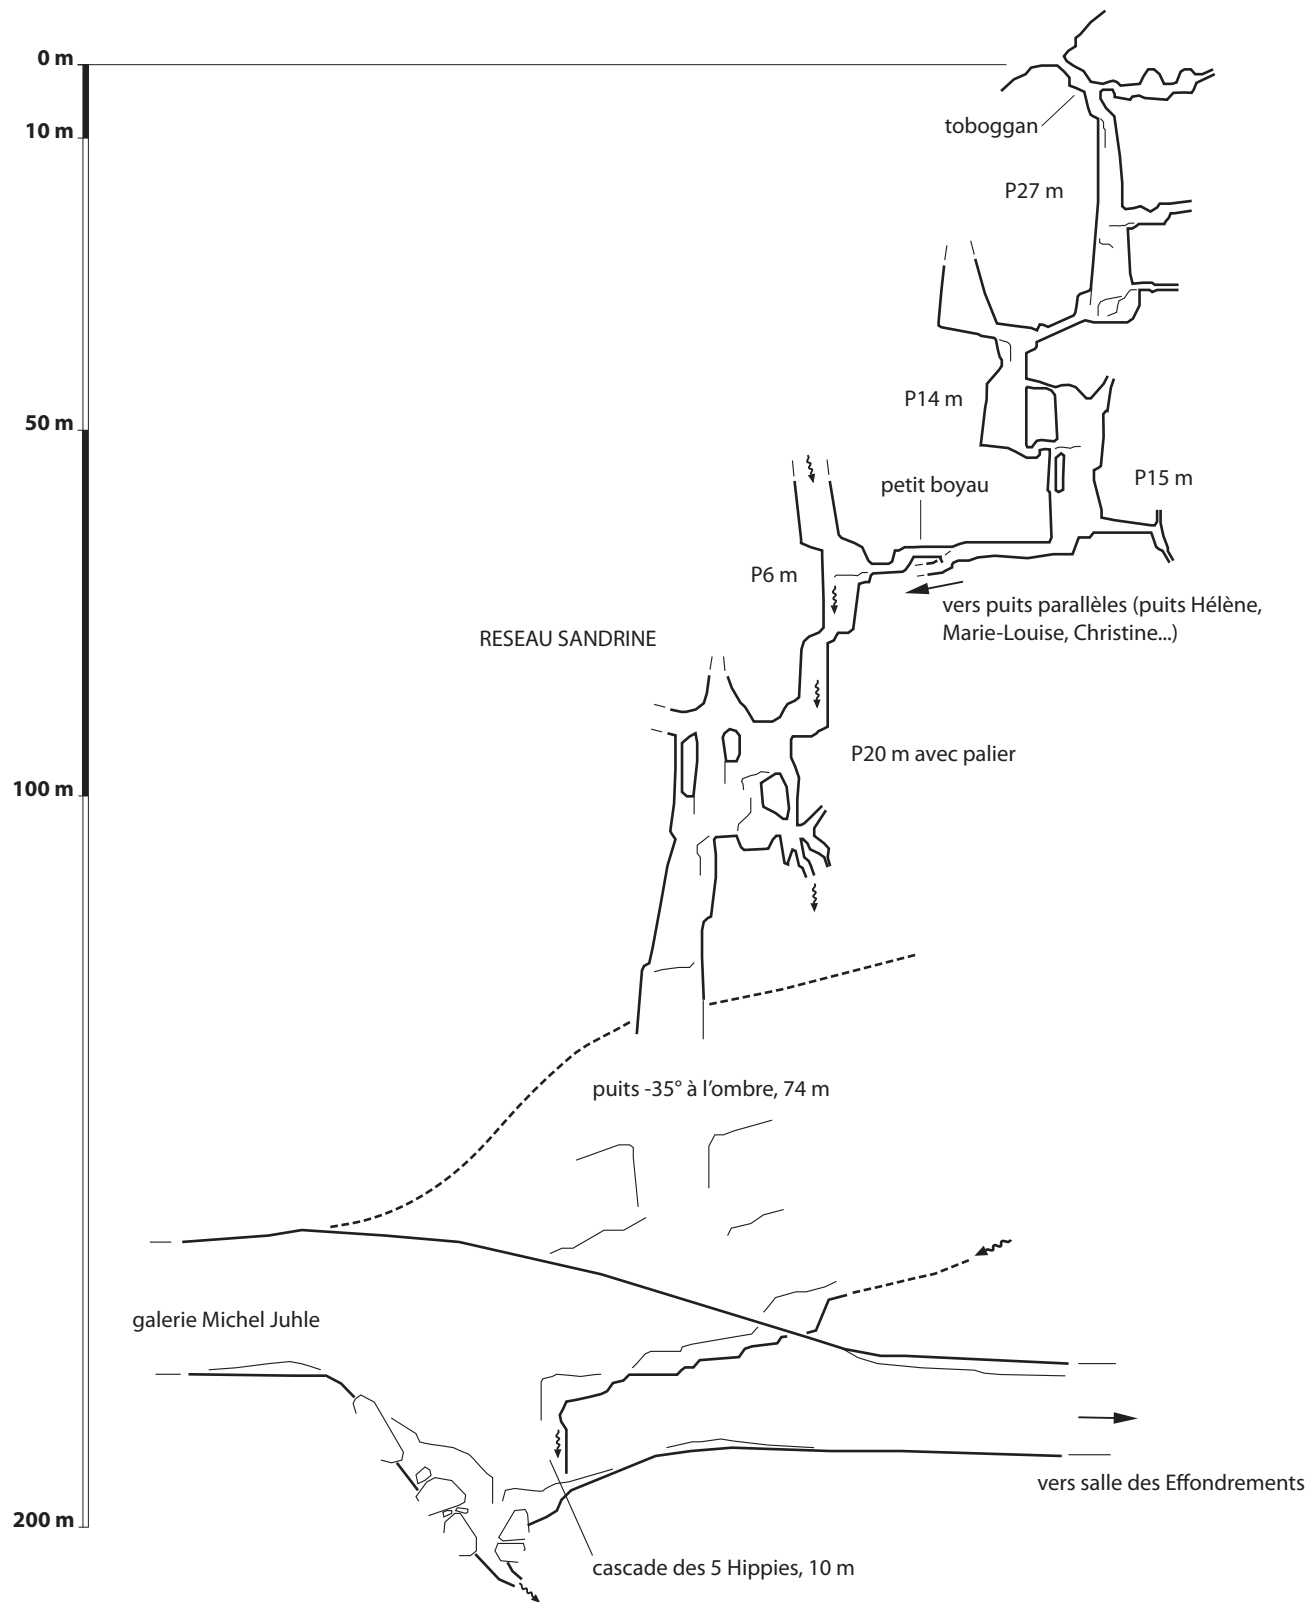 0 m
10 m
toboggan
P27 m
P14 m
50 m
P15 m
petit boyau
P6 m
vers puits parallèles (puits Hélène,
Marie-Louise, Christine...)
RESEAU SANDRINE
P20 m avec palier
100 m
puits -35° à l’ombre, 74 m
galerie Michel Juhle
vers salle des Effondrements
200 m
cascade des 5 Hippies, 10 m